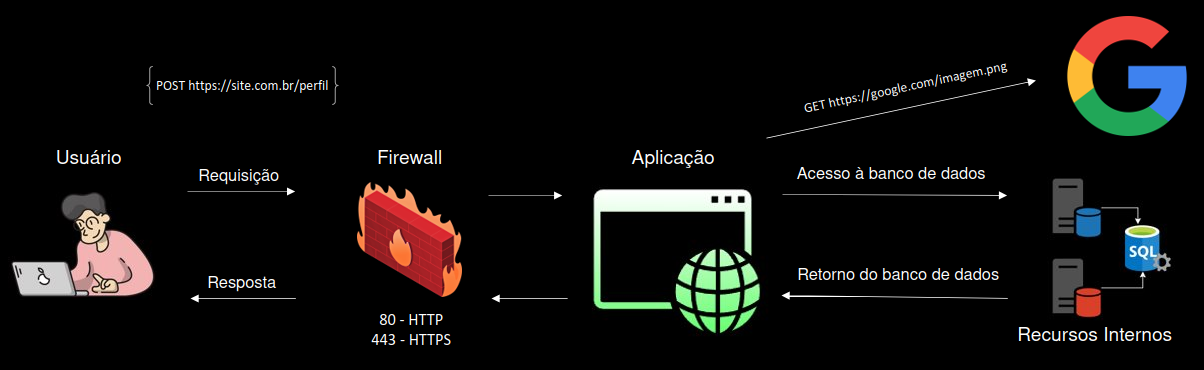 POST https://site.com.br/perfil
GET https://google.com/imagem.png
Usuário
Firewall
Aplicação
Requisição
Acesso à banco de dados
SQL
Resposta
Retorno do banco de dados
80 - HTTP
443 - HTTPS
Recursos Internos